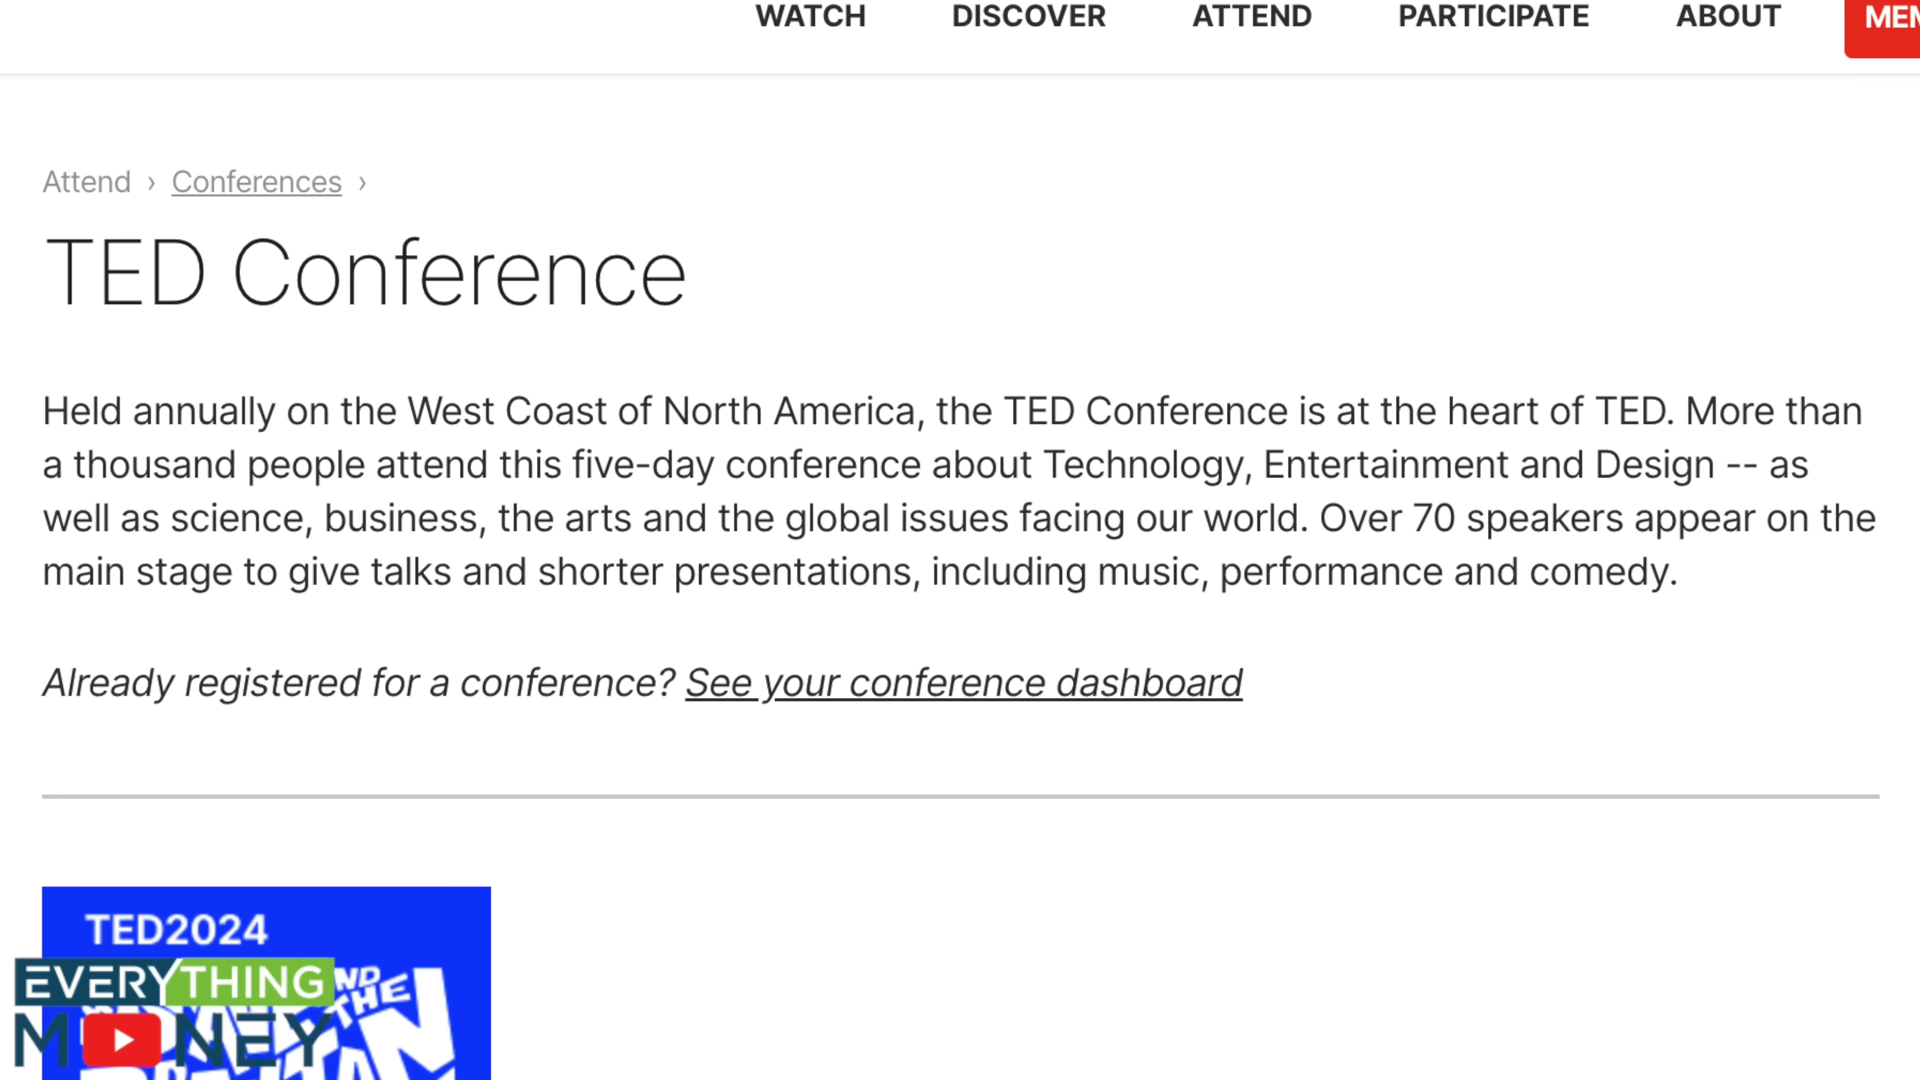 WATCH DISCOVER ATTEND PARTICIPATE ABOUT
Attend › Conferences ›
TED Conference
Held annually on the West Coast of North America, the TED Conference is at the heart of TED. More than
a thousand people attend this five-day conference about Technology, Entertainment and Design -- as
well as science, business, the arts and the global issues facing our world. Over 70 speakers appear on the
main stage to give talks and shorter presentations, including music, performance and comedy.
Already registered for a conference? See your conference dashboard
TED2024
THE
EVERYTHING
MONEY